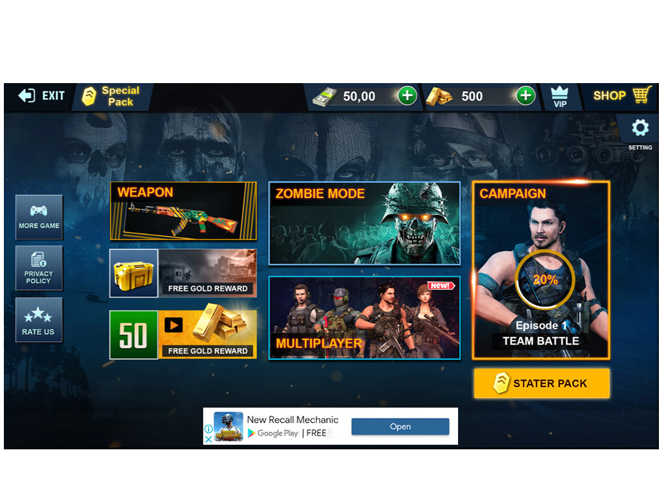 EXIT
Special
Pack
50,00
500
VIP
SHOP
SETTING
WEAPON
ZOMBIE MODE
CAMPAIGN
MORE GAME
FREE GOLD REWARD
PRIVACY
POLICY
20%
New!
RATE US
50
FREE GOLD REWARD
MULTIPLAYER
Episode 1
TEAM BATTLE
STATER PACK
New Recall Mechanic
Google Play | FREE
Open